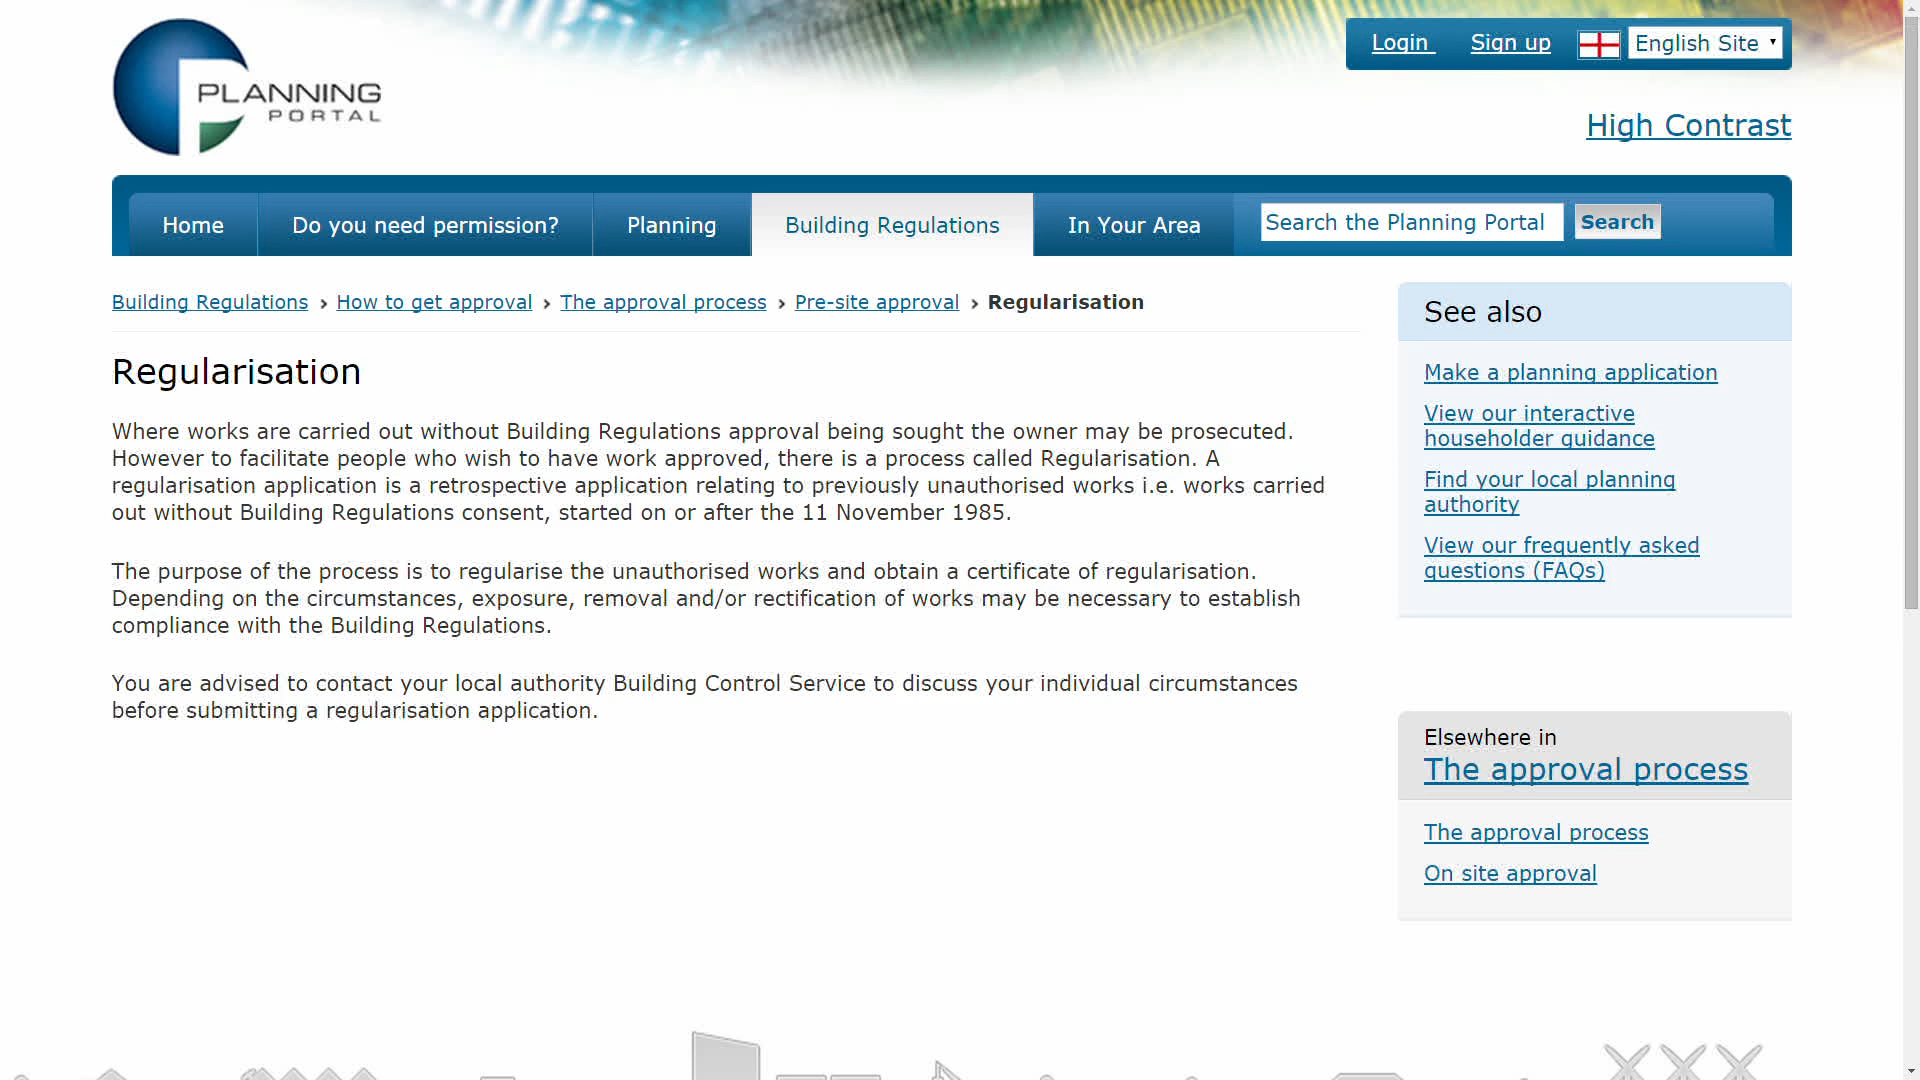 PLANNING
PORTAL
Login
Sign up
English Site
High Contrast
Home
Do you need permission?
Planning
Building Regulations
In Your Area
Search the Planning Portal
Search
Building Regulations › How to get approval › The approval process › Pre-site approval › Regularisation
Regularisation
Where works are carried out without Building Regulations approval being sought the owner may be prosecuted.
However to facilitate people who wish to have work approved, there is a process called Regularisation. A
regularisation application is a retrospective application relating to previously unauthorised works i.e. works carried
out without Building Regulations consent, started on or after the 11 November 1985.
The purpose of the process is to regularise the unauthorised works and obtain a certificate of regularisation.
Depending on the circumstances, exposure, removal and/or rectification of works may be necessary to establish
compliance with the Building Regulations.
You are advised to contact your local authority Building Control Service to discuss your individual circumstances
before submitting a regularisation application.
See also
Make a planning application
View our interactive
householder guidance
Find your local planning
authority
View our frequently asked
questions (FAQs)
Elsewhere in
The approval process
The approval process
On site approval